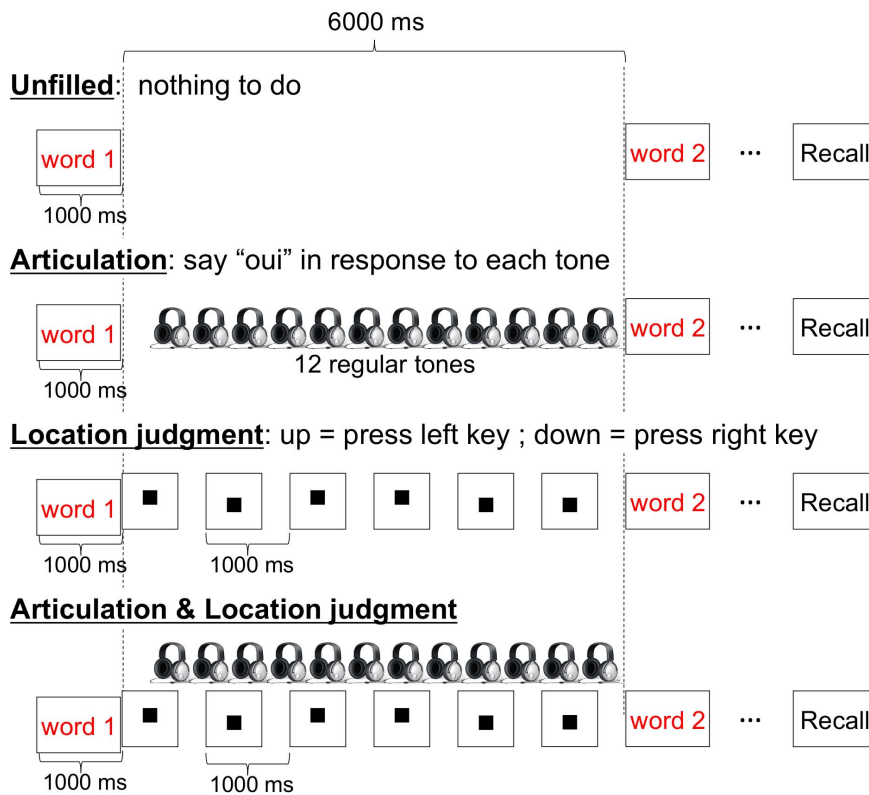 6000 ms
Unfilled: nothing to do
word 1 word 2 ... Recall
1000 ms
Articulation: say “oui” in response to each tone
word 1 word 2 ... Recall
12 regular tones
1000 ms
Location judgment: up = press left key ; down = press right key
word 1 word 2 ... Recall
1000 ms 1000 ms
Articulation & Location judgment
word 1 word 2 ... Recall
1000 ms 1000 ms